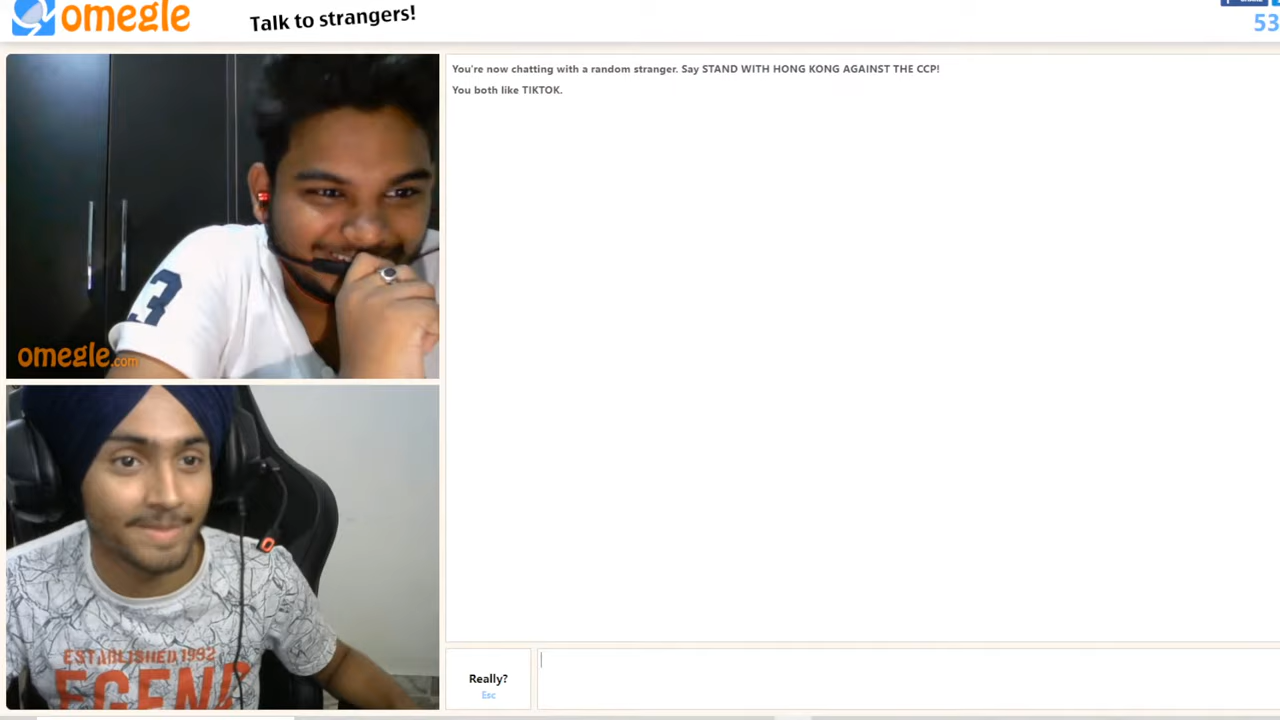 omegle
Talk to strangers!
53
You're now chatting with a random stranger. Say STAND WITH HONG KONG AGAINST THE CCP!
You both like TIKTOK.
3
omegle.com
ESTABLISHED 1992
Really?
Esc